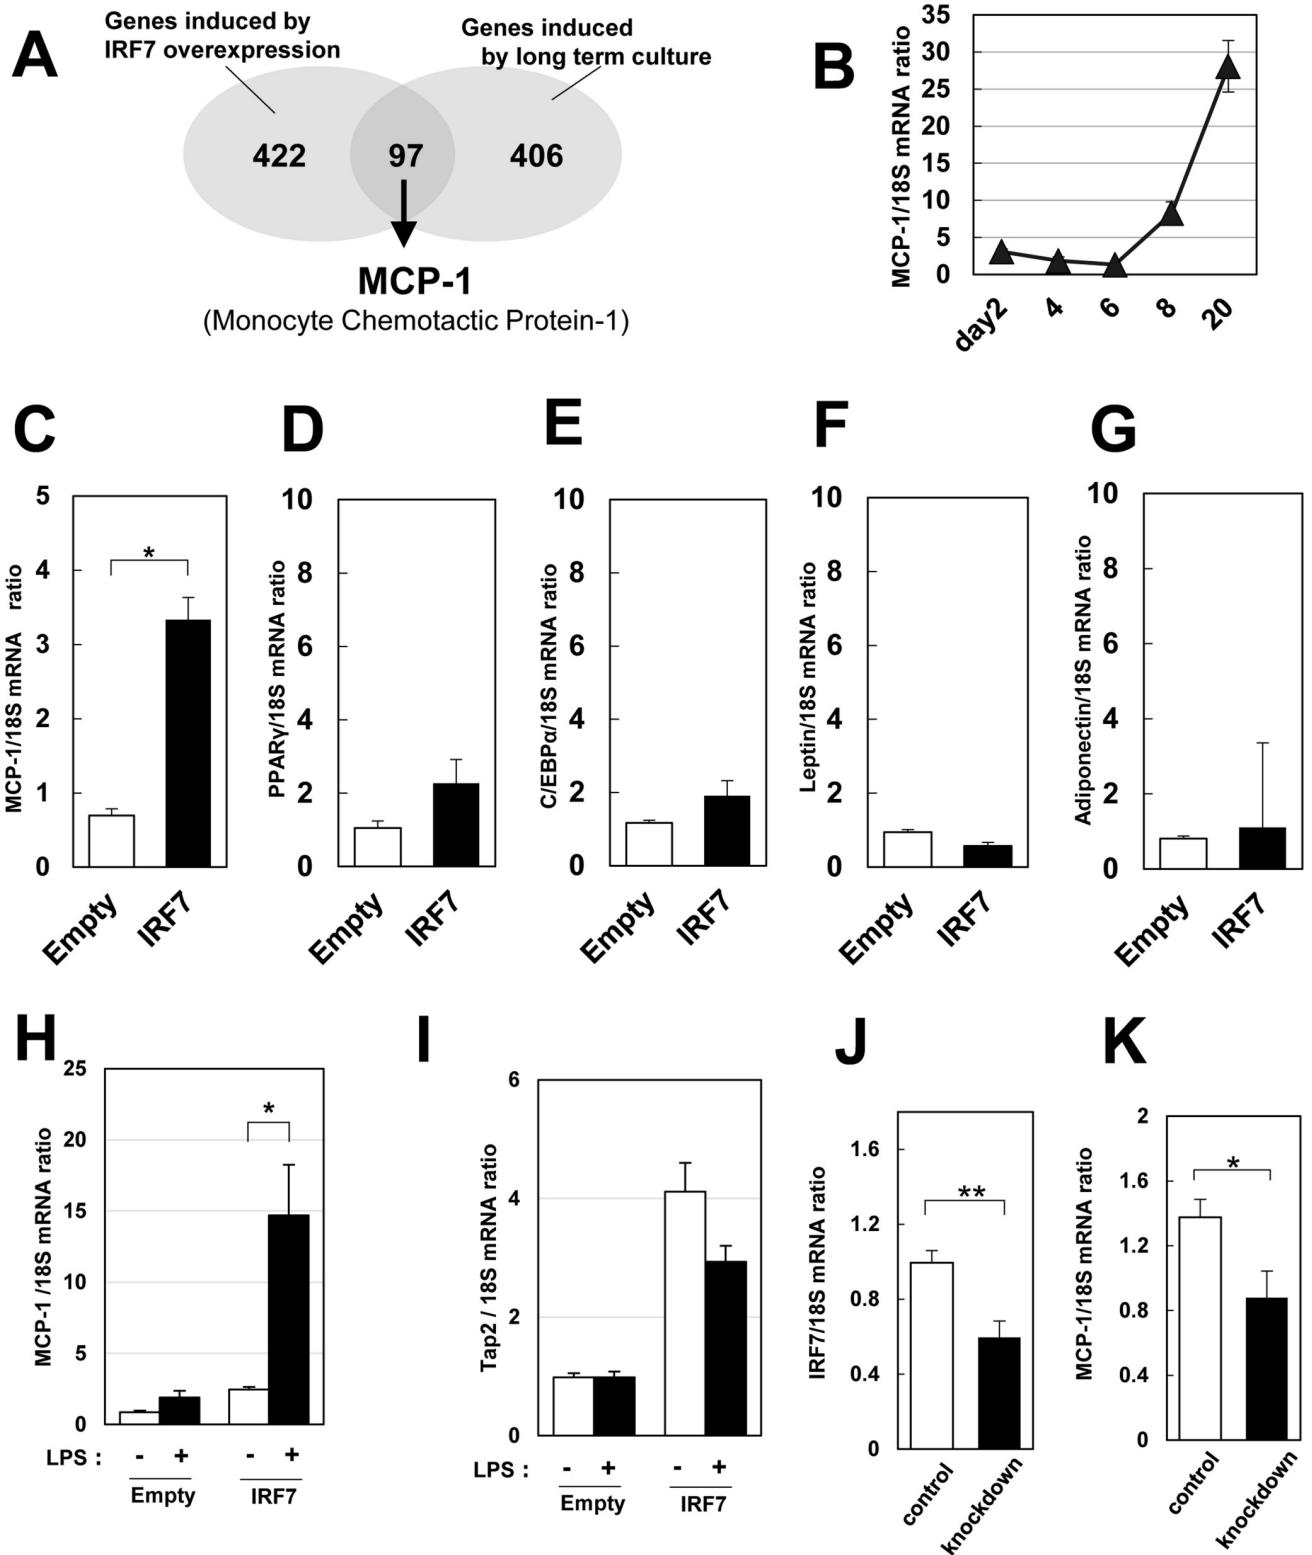 A
Genes induced by
IRF7 overexpression
Genes induced
by long term culture
422
97
406
MCP-1
(Monocyte Chemotactic Protein-1)
B
MCP-1/18S mRNA ratio
35
30
25
20
15
10
5
0
day2
4
6
8
20
C
MCP-1/18S mRNA ratio
5
4
3
2
1
0
*
Empty
IRF7
D
PPARγ/18S mRNA ratio
10
8
6
4
2
0
Empty
IRF7
E
C/EBPα/18S mRNA ratio
10
8
6
4
2
0
Empty
IRF7
F
Leptin/18S mRNA ratio
10
8
6
4
2
0
Empty
IRF7
G
Adiponectin/18S mRNA ratio
10
8
6
4
2
0
Empty
IRF7
H
MCP-1 /18S mRNA ratio
25
20
15
10
5
0
*
LPS : - + - +
Empty
IRF7
I
Tap2 / 18S mRNA ratio
6
4
2
0
LPS : - + - +
Empty
IRF7
J
IRF7/18S mRNA ratio
1.6
1.2
0.8
0.4
0
**
control
knockdown
K
MCP-1/18S mRNA ratio
2
1.6
1.2
0.8
0.4
0
*
control
knockdown